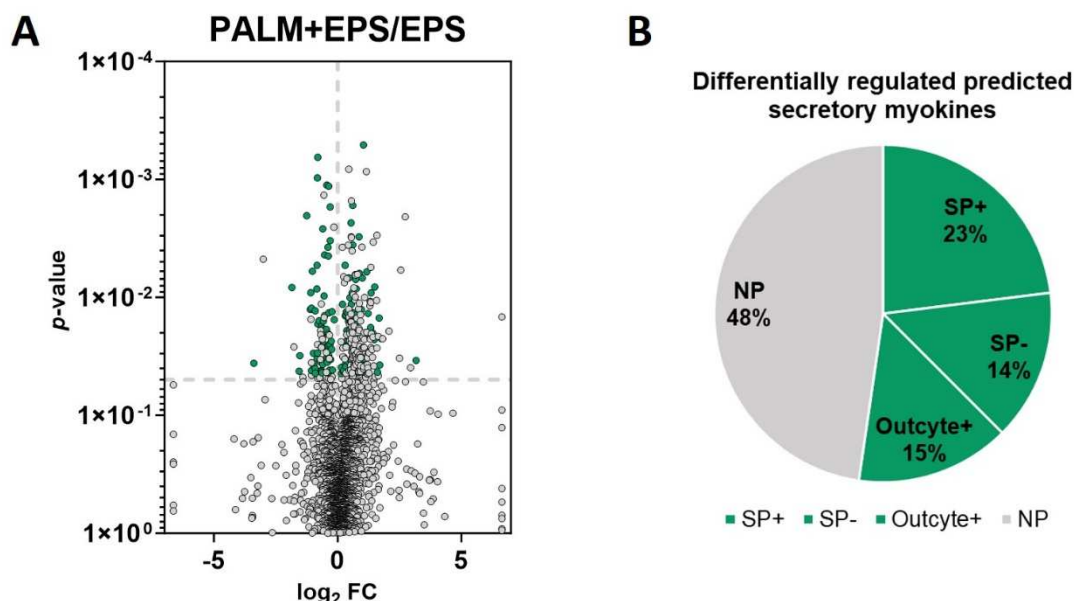 A
PALM+EPS/EPS
1×10⁻⁴
1×10⁻³
1×10⁻²
1×10⁻¹
1×10⁰
p-value
-5 0 5
log₂ FC
B
Differentially regulated predicted
secretory myokines
SP+
23%
SP-
14%
Outcyte+
15%
NP
48%
SP+ SP- Outcyte+ NP